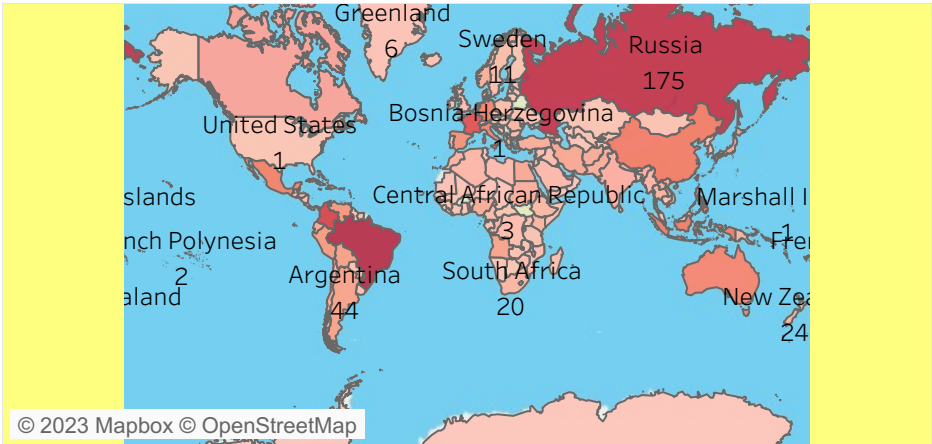 Greenland
6
Sweden
11
Russia
175
United States
1
Bosnia-Herzegovina
1
slands
Central African Republic
3
Marshall I
1
nch Polynesia
2
Fre
Argentina
44
South Africa
20
aland
New Zea
24
© 2023 Mapbox © OpenStreetMap